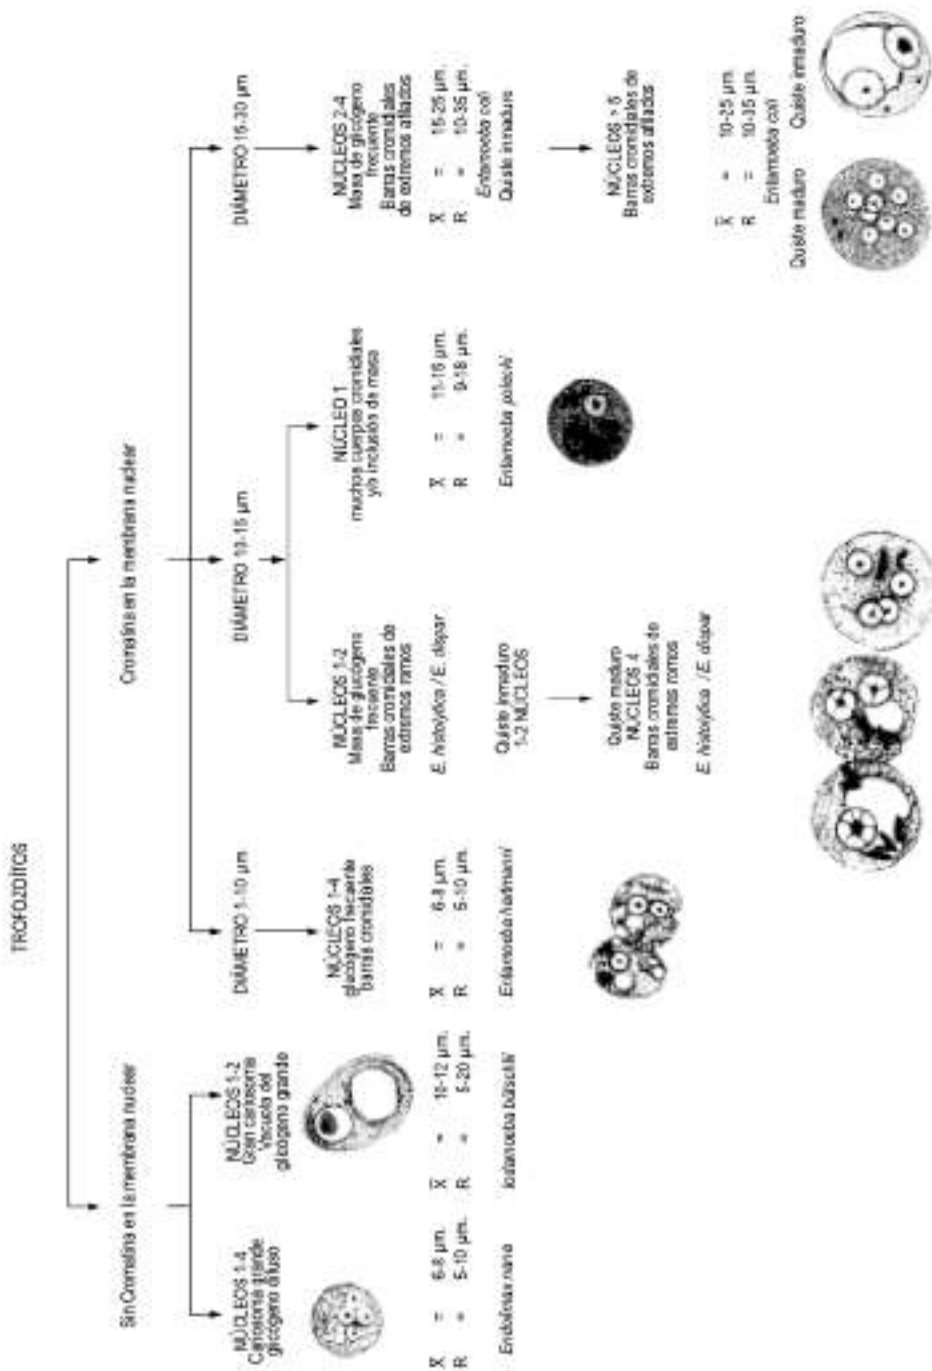 TROFOZOÍTOS
Sin Cromatina en la membrana nuclear
Cromatina en la membrana nuclear
NÚCLEOS 1-4
Cariosoma grande
glicógeno difuso
X̅ = 6-8 µm.
R = 5-10 µm.
Endolimax nana
NÚCLEOS 1-2
Gran cariosoma
Vacuola del
glicógeno grande
X̅ = 10-12 µm.
R = 5-20 µm.
Iodamoeba bütschlii
DIÁMETRO 1-10 µm
NÚCLEOS 1-4
glucógeno frecuente
barras cromidiales
X̅ = 6-8 µm.
R = 5-10 µm.
Entamoeba hartmanni
DIÁMETRO 10-15 µm
NÚCLEOS 1-2
Masa de glucógeno
frecuente
Barras cromidiales de
extremos romos
E. histolytica / E. dispar
Quiste inmaduro
1-2 NÚCLEOS
Quiste maduro
NÚCLEOS 4
Barras cromidiales de
extremos romos
E. histolytica / E. dispar
NÚCLEO 1
muchos cuerpos cromidiales
y/o inclusión de masa
X̅ = 11-15 µm.
R = 9-18 µm.
Entamoeba polecki
DIÁMETRO 15-30 µm
NÚCLEOS 2-4
Masa de glicógeno
frecuente
Barras cromidiales
de extremos afilados
X̅ = 15-25 µm.
R = 10-35 µm.
Entamoeba coli
Quiste inmaduro
NÚCLEOS > 5
Barras cromidiales de
extremos afilados
X̅ = 10-25 µm.
R = 10-35 µm.
Entamoeba coli
Quiste maduro
Quiste inmaduro